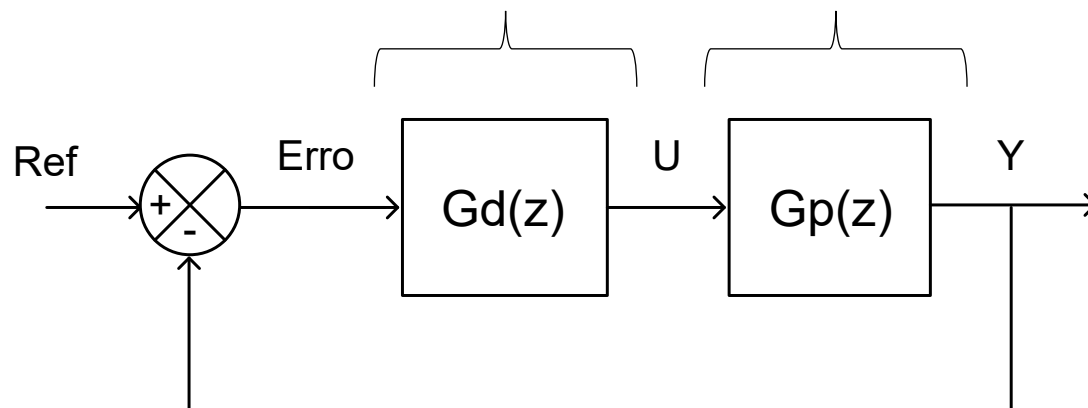 Ref
+
-
Erro
Gd(z)
U
Gp(z)
Y